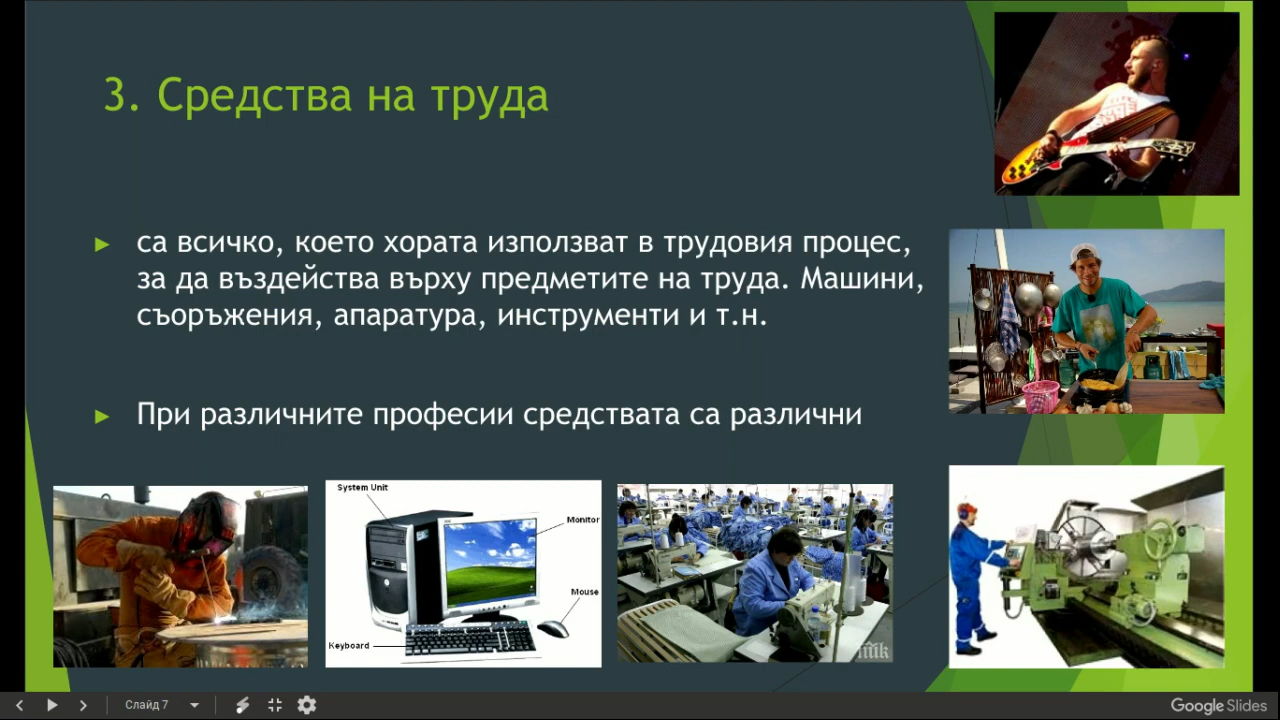 3. Средства на труда
са всичко, което хората използват в трудовия процес,
за да въздейства върху предметите на труда. Машини,
съоръжения, апаратура, инструменти и т.н.
При различните професии средствата са различни
System Unit
Monitor
Mouse
Keyboard
Слайд 7
Google Slides